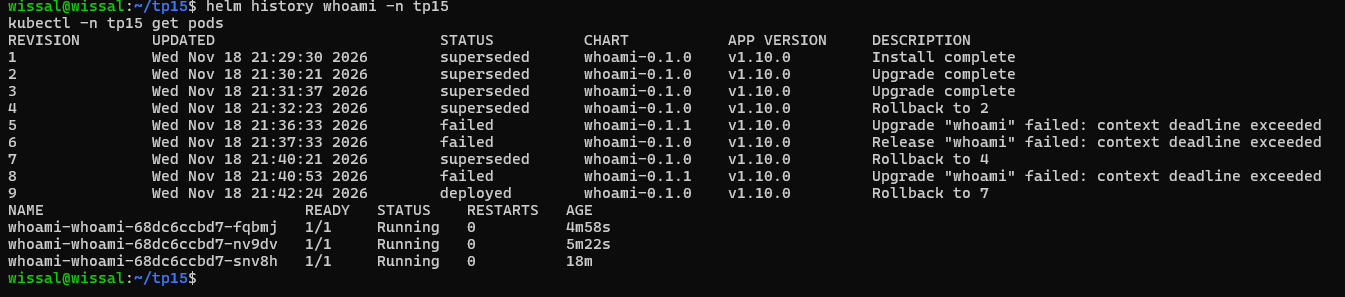 wissal@wissal:~/tp15$ helm history whoami -n tp15
kubectl -n tp15 get pods
REVISION UPDATED STATUS CHART APP VERSION DESCRIPTION
1 Wed Nov 18 21:29:30 2026 superseded whoami-0.1.0 v1.10.0 Install complete
2 Wed Nov 18 21:30:21 2026 superseded whoami-0.1.0 v1.10.0 Upgrade complete
3 Wed Nov 18 21:31:37 2026 superseded whoami-0.1.0 v1.10.0 Upgrade complete
4 Wed Nov 18 21:32:23 2026 superseded whoami-0.1.0 v1.10.0 Rollback to 2
5 Wed Nov 18 21:36:33 2026 failed whoami-0.1.1 v1.10.0 Upgrade "whoami" failed: context deadline exceeded
6 Wed Nov 18 21:37:33 2026 failed whoami-0.1.0 v1.10.0 Release "whoami" failed: context deadline exceeded
7 Wed Nov 18 21:40:21 2026 superseded whoami-0.1.0 v1.10.0 Rollback to 4
8 Wed Nov 18 21:40:53 2026 failed whoami-0.1.1 v1.10.0 Upgrade "whoami" failed: context deadline exceeded
9 Wed Nov 18 21:42:24 2026 deployed whoami-0.1.0 v1.10.0 Rollback to 7
NAME READY STATUS RESTARTS AGE
whoami-whoami-68dc6ccbd7-fqbmj 1/1 Running 0 4m58s
whoami-whoami-68dc6ccbd7-nv9dv 1/1 Running 0 5m22s
whoami-whoami-68dc6ccbd7-snv8h 1/1 Running 0 18m
wissal@wissal:~/tp15$